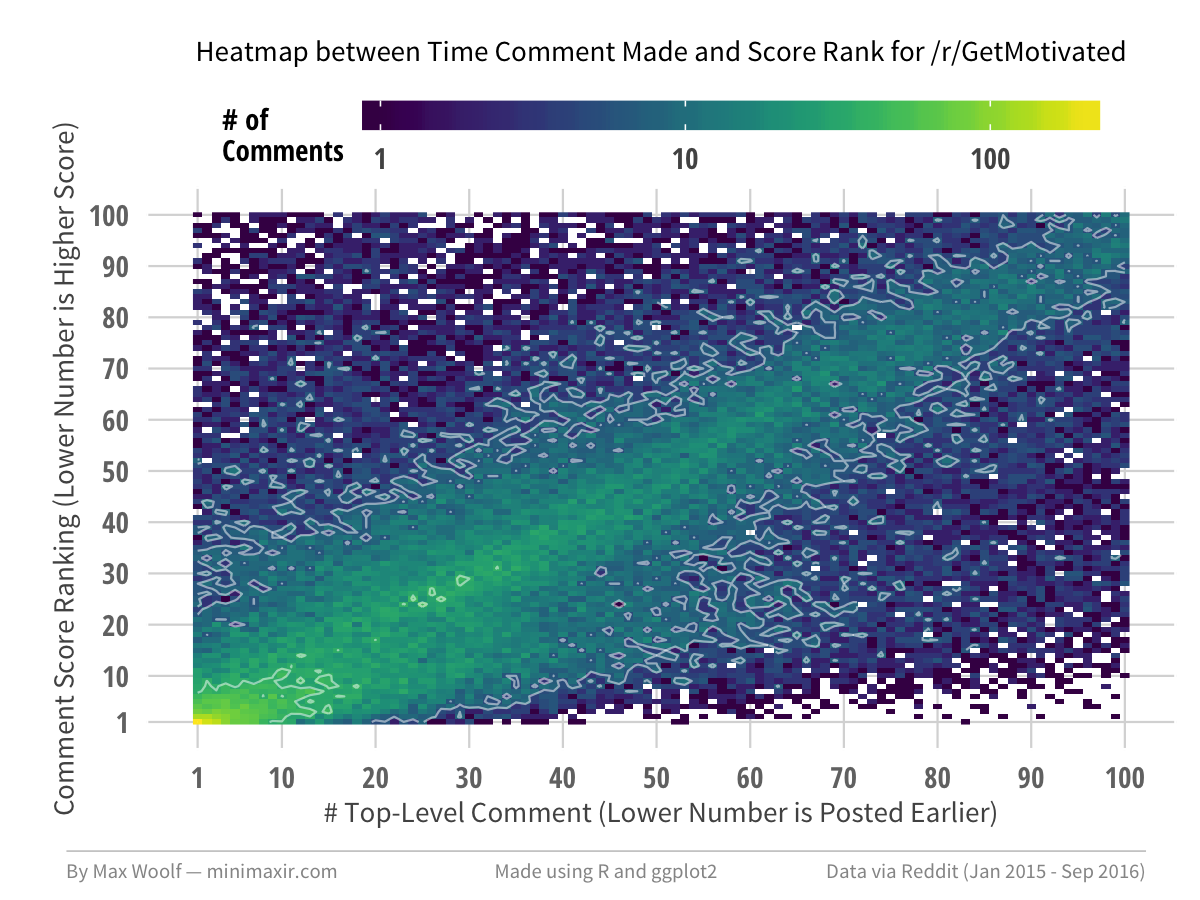 Heatmap between Time Comment Made and Score Rank for /r/GetMotivated
# of
Comments
1 10 100
Comment Score Ranking (Lower Number is Higher Score)
100
90
80
70
60
50
40
30
20
10
1
1 10 20 30 40 50 60 70 80 90 100
# Top-Level Comment (Lower Number is Posted Earlier)
By Max Woolf — minimaxir.com
Made using R and ggplot2
Data via Reddit (Jan 2015 - Sep 2016)